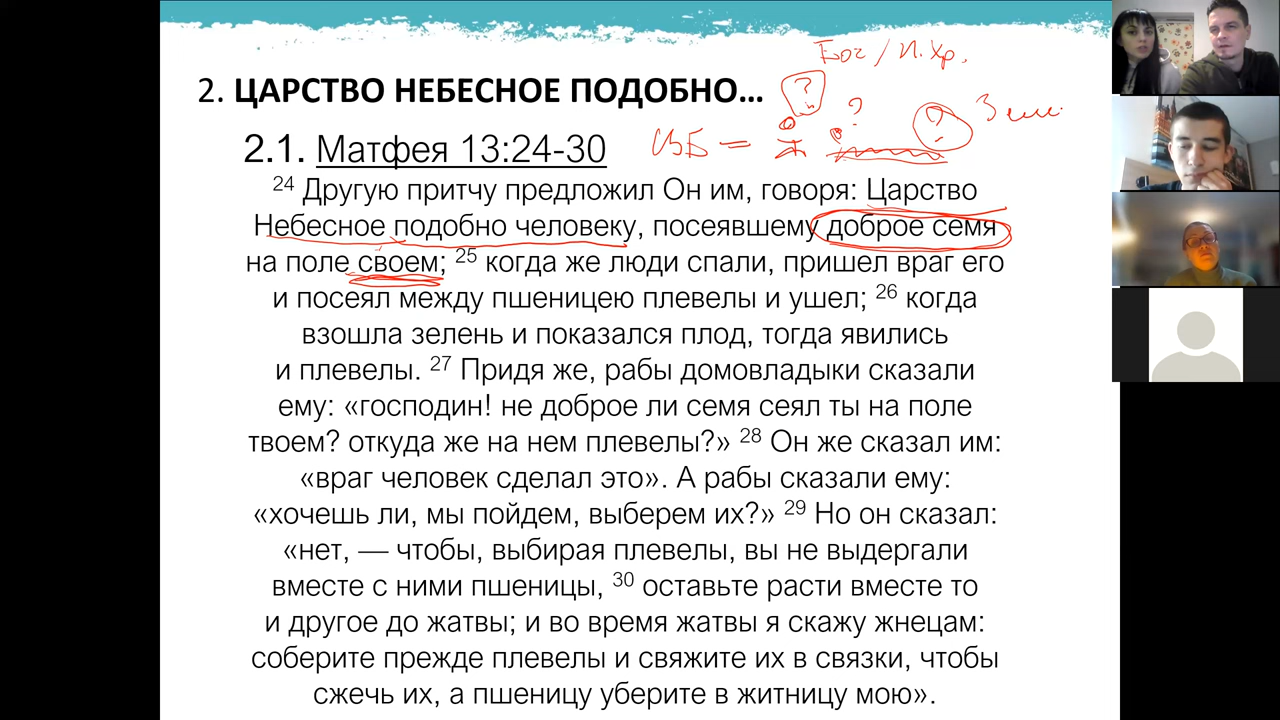 Бог / И. Хр.
2. ЦАРСТВО НЕБЕСНОЕ ПОДОБНО...
? ? ?
2.1. Матфея 13:24-30
ЦБ =
24 Другую притчу предложил Он им, говоря: Царство
Небесное подобно человеку, посеявшему доброе семя
на поле своем; 25 когда же люди спали, пришел враг его
и посеял между пшеницею плевелы и ушел; 26 когда
взошла зелень и показался плод, тогда явились
и плевелы. 27 Придя же, рабы домовладыки сказали
ему: «господин! не доброе ли семя сеял ты на поле
твоем? откуда же на нем плевелы?» 28 Он же сказал им:
«враг человек сделал это». А рабы сказали ему:
«хочешь ли, мы пойдем, выберем их?» 29 Но он сказал:
«нет, — чтобы, выбирая плевелы, вы не выдергали
вместе с ними пшеницы, 30 оставьте расти вместе то
и другое до жатвы; и во время жатвы я скажу жнецам:
соберите прежде плевелы и свяжите их в связки, чтобы
сжечь их, а пшеницу уберите в житницу мою».